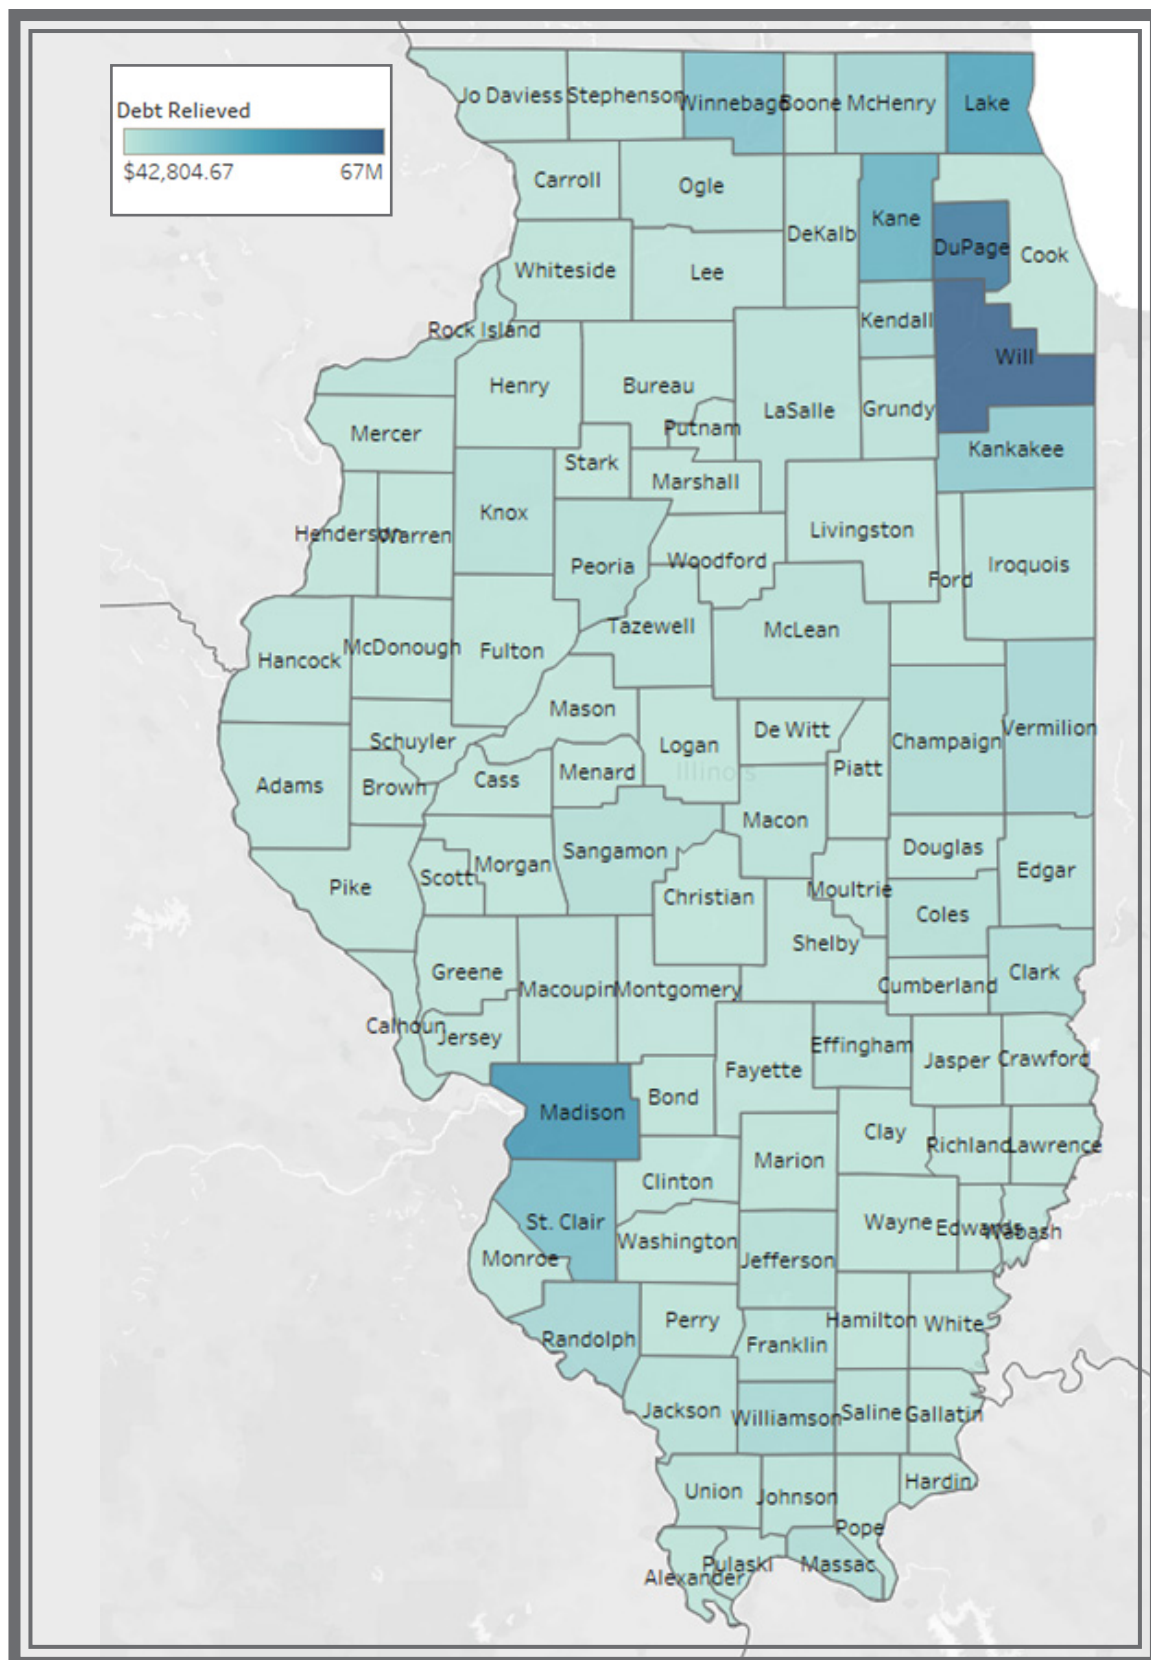 Debt Relieved
$42,804.67 67M
Jo Daviess Stephenson Winnebago Boone McHenry Lake
Carroll Ogle
Kane
DeKalb DuPage Cook
Whiteside Lee
Rock Island Kendall
Will
Henry Bureau
LaSalle Grundy
Mercer Putnam
Kankakee
Stark
Marshall
Knox
Henderson Warren Livingston
Peoria Woodford Iroquois
Ford
Tazewell McLean
Hancock McDonough Fulton
Mason
De Witt Vermilion
Schuyler Logan Champaign
Illinois
Adams Brown Cass Menard Piatt
Macon
Sangamon Douglas
Pike Scott Morgan Edgar
Christian Moultrie
Coles
Shelby
Greene Clark
Macoupin Montgomery Cumberland
Calhoun Jersey
Effingham
Fayette Jasper Crawford
Madison Bond
Clay
Richland Lawrence
Marion
Clinton
St. Clair Wayne Edwards Wabash
Washington
Monroe Jefferson
Perry Hamilton White
Randolph Franklin
Jackson Williamson Saline Gallatin
Union Johnson Hardin
Pope
Pulaski Massac
Alexander